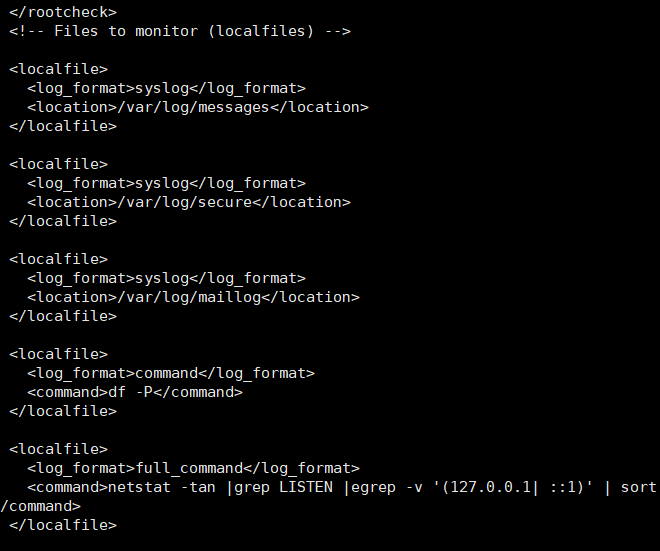 </rootcheck>
<!-- Files to monitor (localfiles) -->
<localfile>
<log_format>syslog</log_format>
<location>/var/log/messages</location>
</localfile>
<localfile>
<log_format>syslog</log_format>
<location>/var/log/secure</location>
</localfile>
<localfile>
<log_format>syslog</log_format>
<location>/var/log/maillog</location>
</localfile>
<localfile>
<log_format>command</log_format>
<command>df -P</command>
</localfile>
<localfile>
<log_format>full_command</log_format>
<command>netstat -tan |grep LISTEN |egrep -v '(127.0.0.1| ::1)' | sort
/command>
</localfile>